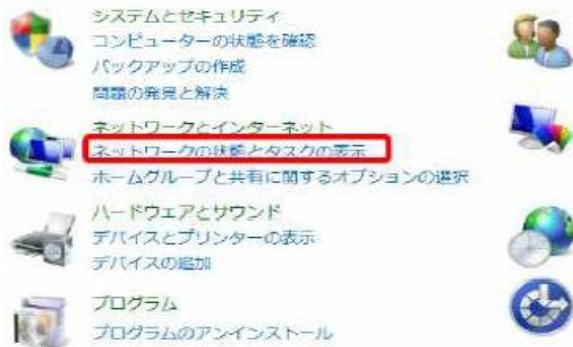 システムとセキュリティ
コンピューターの状態を確認
バックアップの作成
問題の発見と解決
ネットワークとインターネット
ネットワークの状態とタスクの表示
ホームグループと共有に関するオプションの選択
ハードウェアとサウンド
デバイスとプリンターの表示
デバイスの追加
プログラム
プログラムのアンインストール